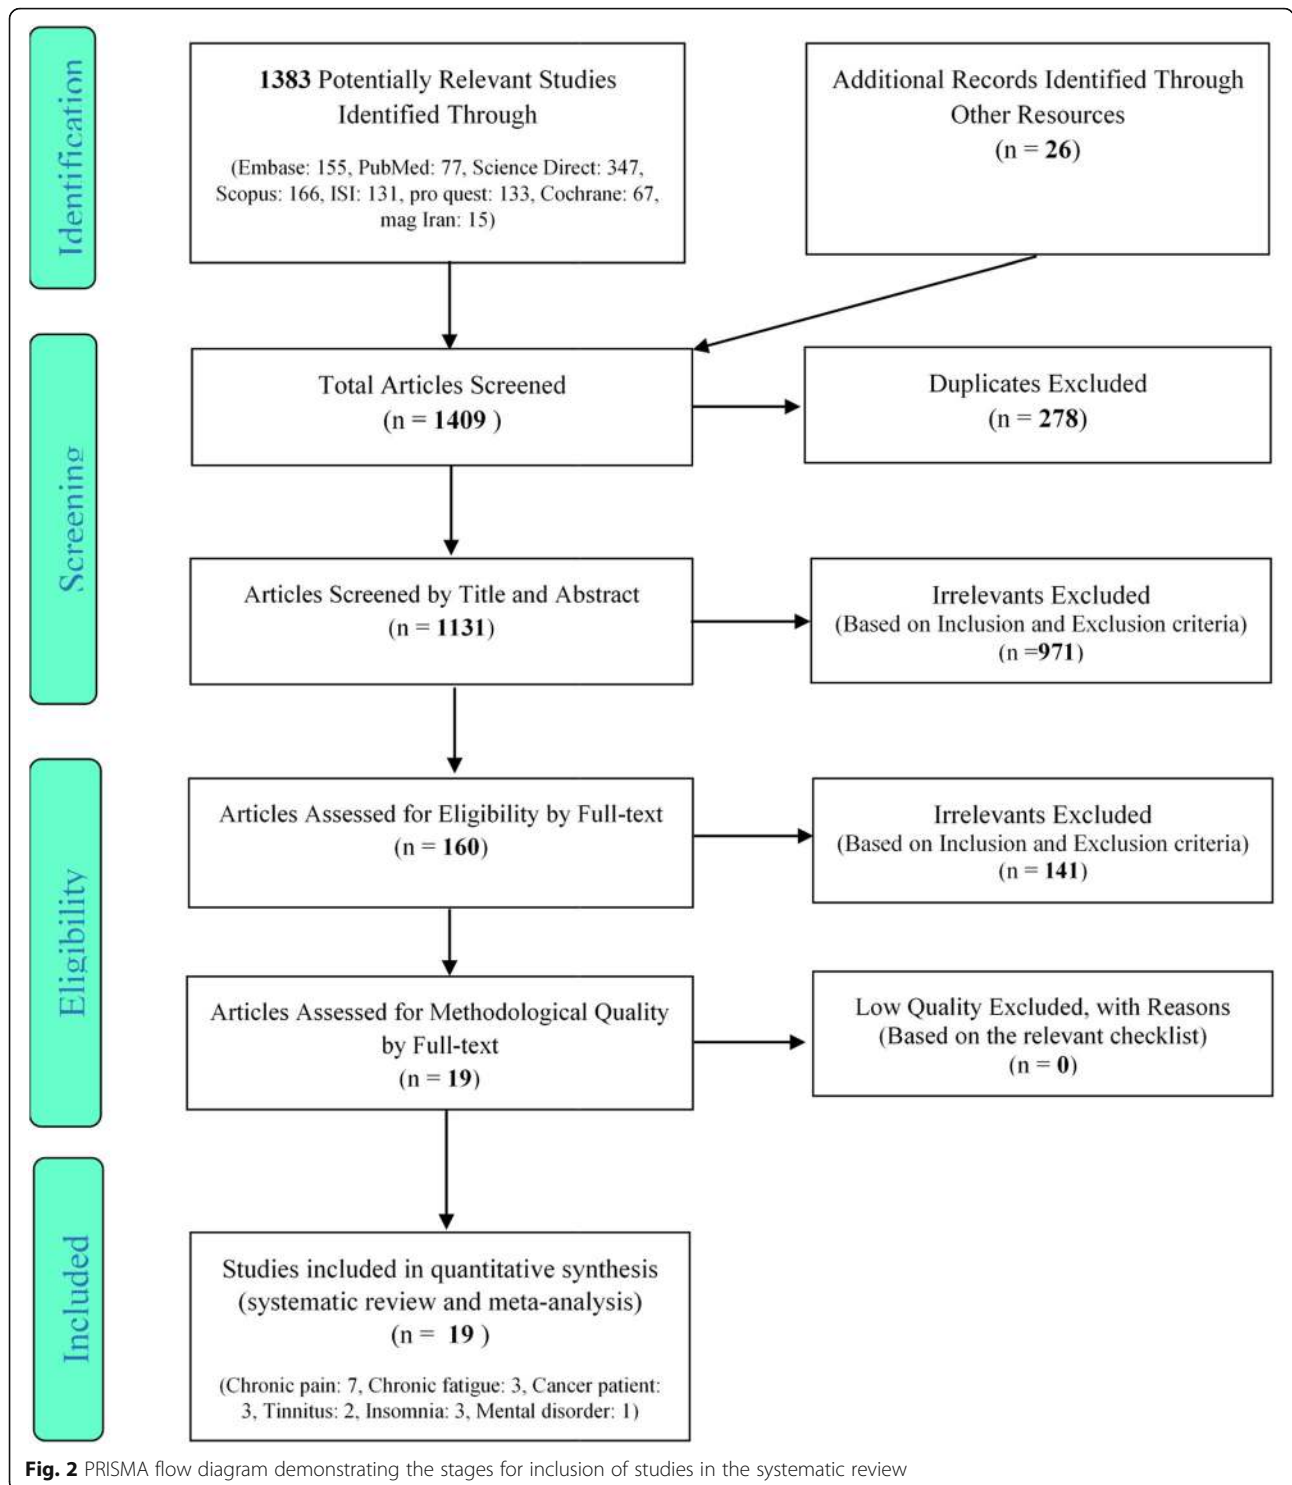 Identification
1383 Potentially Relevant Studies
Identified Through
(Embase: 155, PubMed: 77, Science Direct: 347,
Scopus: 166, ISI: 131, pro quest: 133, Cochrane: 67,
mag Iran: 15)
Additional Records Identified Through
Other Resources
(n = 26)
Screening
Total Articles Screened
(n = 1409 )
Duplicates Excluded
(n = 278)
Articles Screened by Title and Abstract
(n = 1131)
Irrelevants Excluded
(Based on Inclusion and Exclusion criteria)
(n =971)
Eligibility
Articles Assessed for Eligibility by Full-text
(n = 160)
Irrelevants Excluded
(Based on Inclusion and Exclusion criteria)
(n = 141)
Articles Assessed for Methodological Quality
by Full-text
(n = 19)
Low Quality Excluded, with Reasons
(Based on the relevant checklist)
(n = 0)
Included
Studies included in quantitative synthesis
(systematic review and meta-analysis)
(n = 19 )
(Chronic pain: 7, Chronic fatigue: 3, Cancer patient:
3, Tinnitus: 2, Insomnia: 3, Mental disorder: 1)
Fig. 2 PRISMA flow diagram demonstrating the stages for inclusion of studies in the systematic review